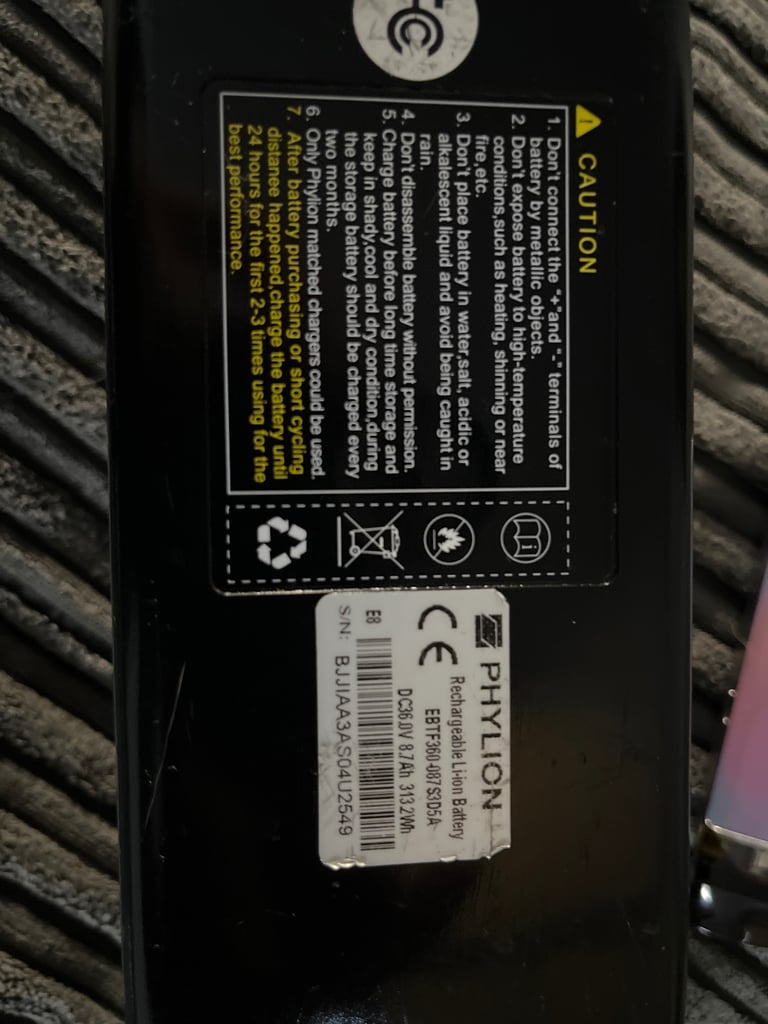 CAUTION
1. Don't connect the "+"and "-" terminals of
battery by metallic objects.
2. Don't expose battery to high-temperature
conditions,such as heating, shinning or near
fire,etc.
3. Don't place battery in water,salt, acidic or
alkalescent liquid and avoid being caught in
rain.
4. Don't disassemble battery without permission.
5. Charge battery before long time storage and
keep in shady,cool and dry condition,during
the storage battery should be charged every
two months.
6. Only Phylion matched chargers could be used.
7. After battery purchasing or short cycling
distanee happened,charge the battery until
24 hours for the first 2-3 times using for the
best performance.
PHYLION
Rechargeable Li-ion Battery
CE
EBTF360-087S3D5A
DC36.0V 8.7Ah 313.2Wh
E8
S/N: BJJIAA3AS04U2549